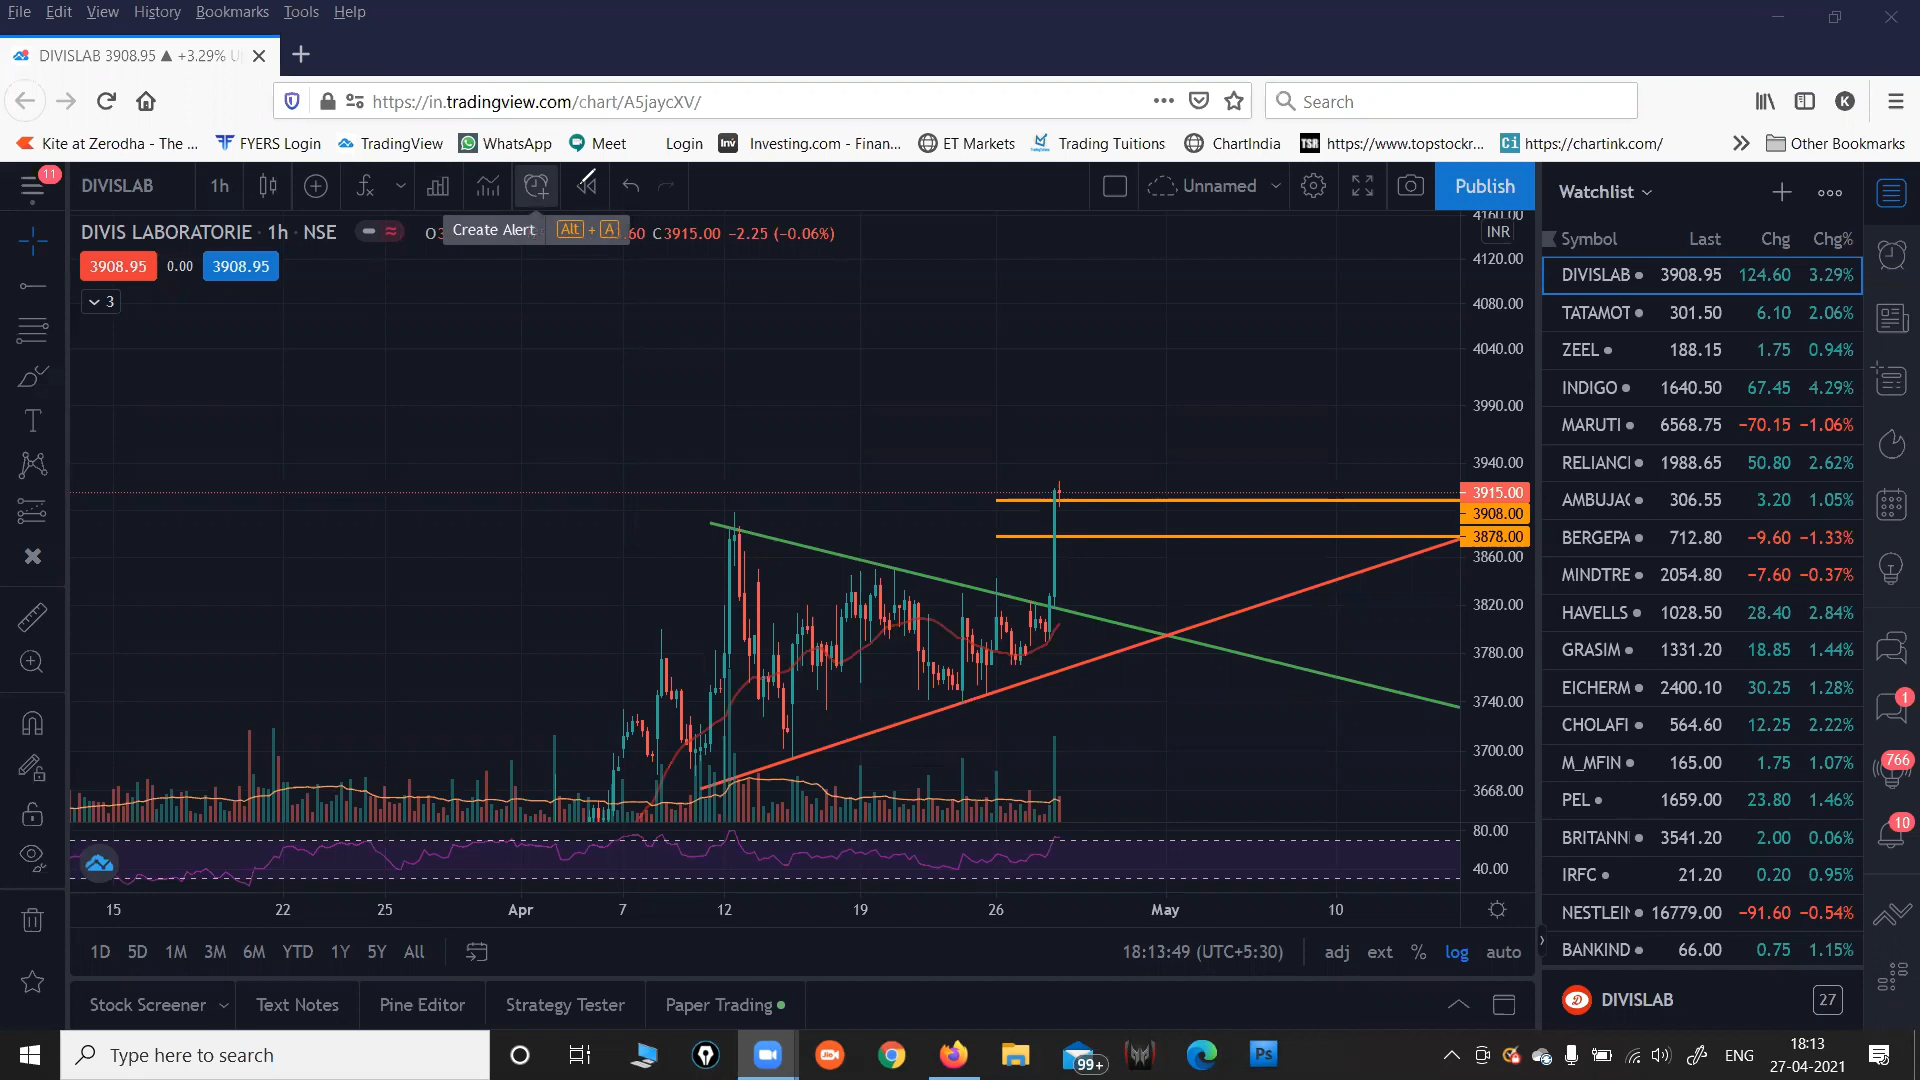 File Edit View History Bookmarks Tools Help
DIVISLAB 3908.95 ▲ +3.29%
https://in.tradingview.com/chart/A5jaycXV/
Search
K
Kite at Zerodha - The ... FYERS Login TradingView WhatsApp Meet Login Inv Investing.com - Finan... ET Markets Trading Tuitions ChartIndia TSR https://www.topstockr... Ci https://chartink.com/ Other Bookmarks
11
DIVISLAB 1h Unnamed Publish
Create Alert Alt + A
DIVIS LABORATORIE · 1h · NSE C3915.00 −2.25 (−0.06%)
3908.95 0.00 3908.95
3
INR
4120.00
4080.00
4040.00
3990.00
3940.00
3915.00
3908.00
3878.00
3860.00
3820.00
3780.00
3740.00
3700.00
3668.00
80.00
40.00
15 22 25 Apr 7 12 19 26 May 10
1D 5D 1M 3M 6M YTD 1Y 5Y All
18:13:49 (UTC+5:30) adj ext % log auto
Stock Screener Text Notes Pine Editor Strategy Tester Paper Trading
Watchlist
Symbol Last Chg Chg%
DIVISLAB 3908.95 124.60 3.29%
TATAMOT 301.50 6.10 2.06%
ZEEL 188.15 1.75 0.94%
INDIGO 1640.50 67.45 4.29%
MARUTI 6568.75 −70.15 −1.06%
RELIANCI 1988.65 50.80 2.62%
AMBUJAC 306.55 3.20 1.05%
BERGEPA 712.80 −9.60 −1.33%
MINDTRE 2054.80 −7.60 −0.37%
HAVELLS 1028.50 28.40 2.84%
GRASIM 1331.20 18.85 1.44%
EICHERM 2400.10 30.25 1.28%
CHOLAFI 564.60 12.25 2.22%
M_MFIN 165.00 1.75 1.07%
PEL 1659.00 23.80 1.46%
BRITANN 3541.20 2.00 0.06%
IRFC 21.20 0.20 0.95%
NESTLEIN 16779.00 −91.60 −0.54%
BANKIND 66.00 0.75 1.15%
DIVISLAB 27
1
766
10
Type here to search
Jio
99+
Ps
ENG
18:13
27-04-2021